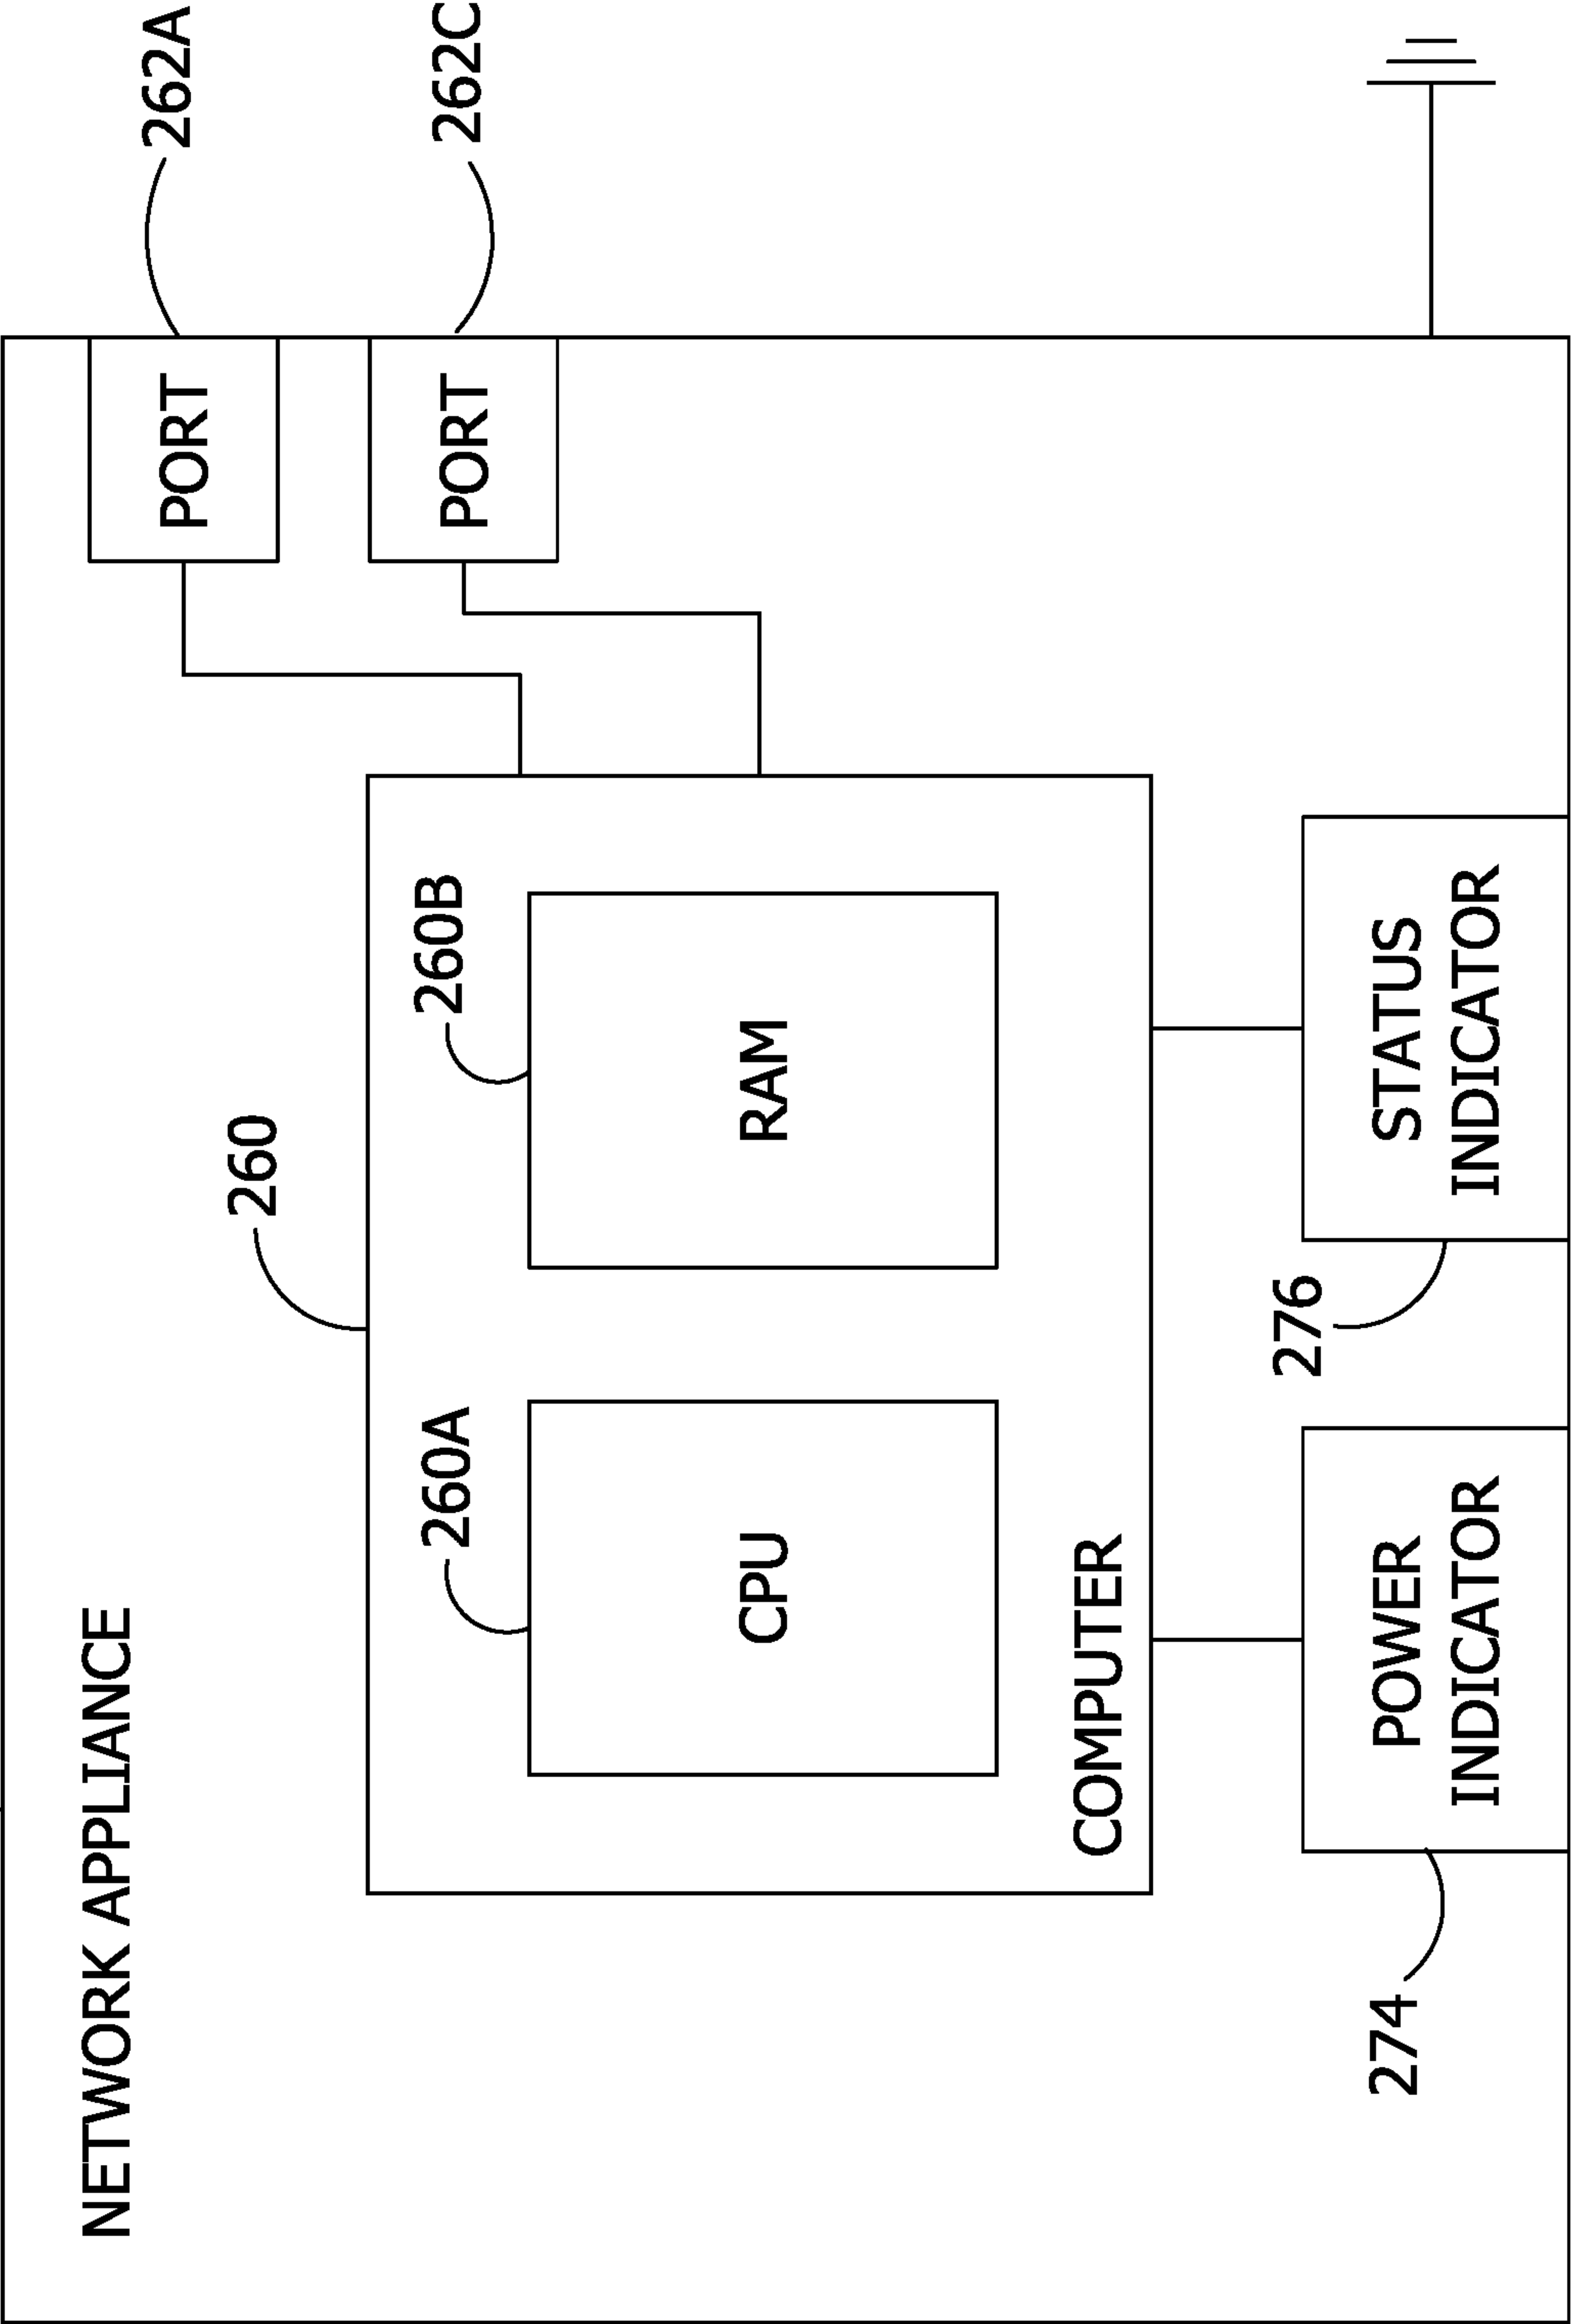 NETWORK APPLIANCE
262A
PORT
262C
PORT
260
260A
260B
CPU
RAM
COMPUTER
276
274
POWER
INDICATOR
STATUS
INDICATOR